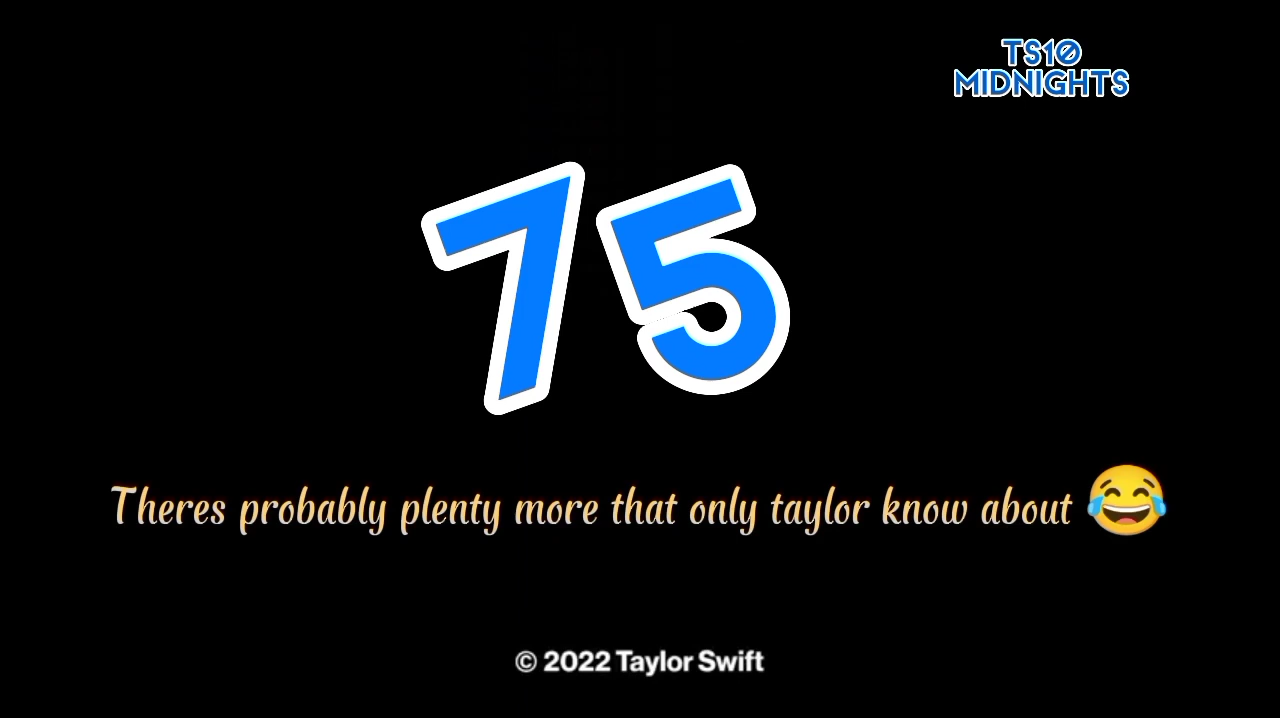 TS10
MIDNIGHTS
75
Theres probably plenty more that only taylor know about 😂
© 2022 Taylor Swift